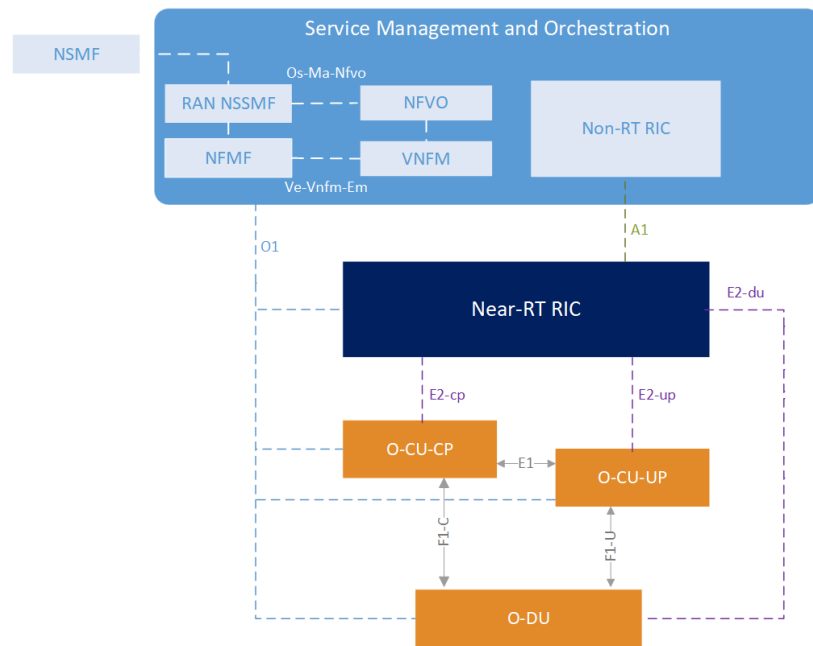 Service Management and Orchestration
NSMF
Os-Ma-Nfvo
RAN NSSMF
NFVO
Non-RT RIC
NFMF
VNFM
Ve-Vnfm-Em
O1
A1
Near-RT RIC
E2-du
E2-cp
E2-up
O-CU-CP
E1
O-CU-UP
F1-C
F1-U
O-DU